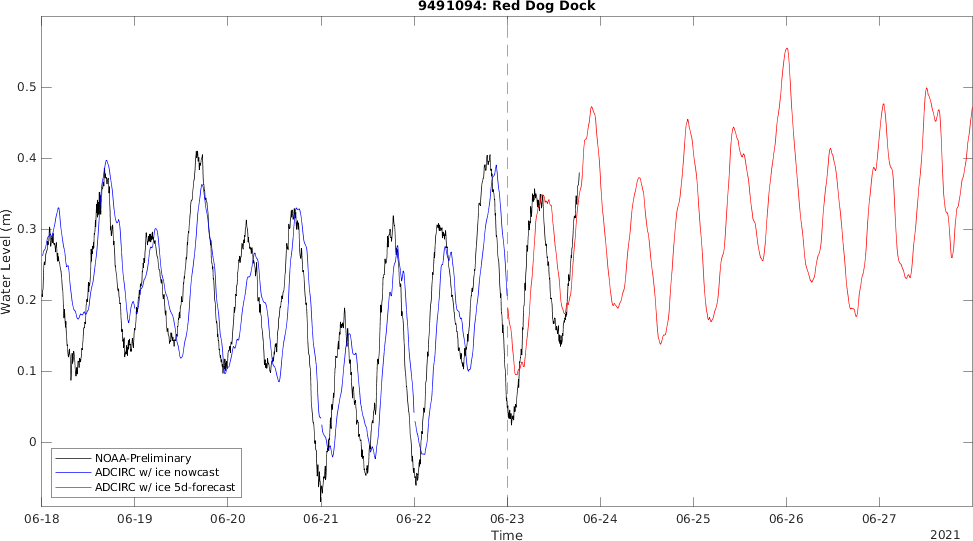 9491094: Red Dog Dock
Water Level (m)
0.5
0.4
0.3
0.2
0.1
0
NOAA-Preliminary
ADCIRC w/ ice nowcast
ADCIRC w/ ice 5d-forecast
06-18 06-19 06-20 06-21 06-22 06-23 06-24 06-25 06-26 06-27
Time
2021